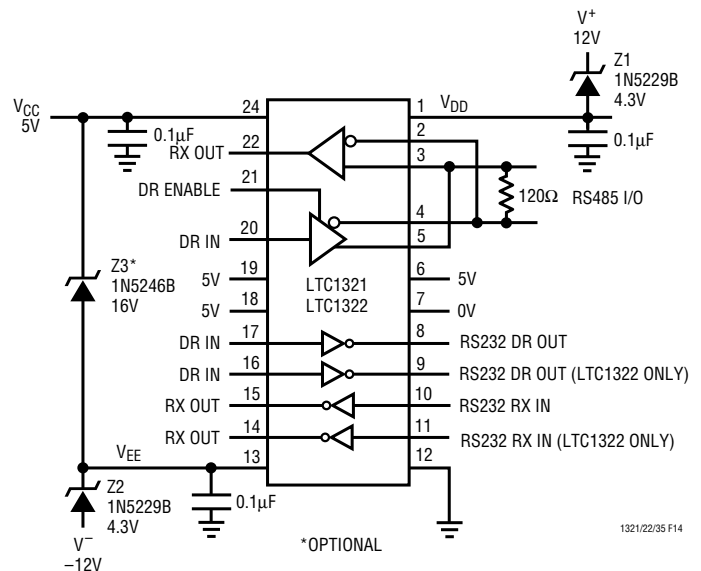 V+
12V
Z1
1N5229B
4.3V
VCC
5V
24
1
VDD
0.1µF
0.1µF
2
RX OUT
22
3
DR ENABLE
21
120Ω
RS485 I/O
4
DR IN
20
5
Z3*
1N5246B
16V
5V
19
LTC1321
LTC1322
6
5V
5V
18
7
0V
DR IN
17
8
RS232 DR OUT
DR IN
16
9
RS232 DR OUT (LTC1322 ONLY)
RX OUT
15
10
RS232 RX IN
RX OUT
14
11
RS232 RX IN (LTC1322 ONLY)
VEE
13
12
Z2
1N5229B
4.3V
0.1µF
V−
–12V
*OPTIONAL
1321/22/35 F14